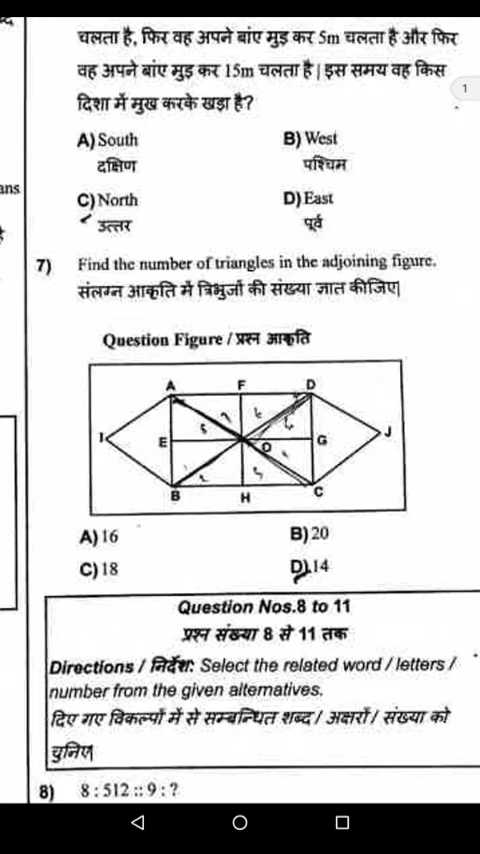 चलता है, फिर वह अपने बांए मुड़ कर 5m चलता है और फिर
वह अपने बांए मुड़ कर 15m चलता है | इस समय वह किस
दिशा में मुख करके खड़ा है?
1
A) South B) West
दक्षिण पश्चिम
ans
C) North D) East
उत्तर पूर्व
7) Find the number of triangles in the adjoining figure.
संलग्न आकृति में त्रिभुजों की संख्या ज्ञात कीजिए|
Question Figure / प्रश्न आकृति
A F D
I E O G J
B H C
A) 16 B) 20
C) 18 D) 14
Question Nos.8 to 11
प्रश्न संख्या 8 से 11 तक
Directions / निर्देश: Select the related word / letters /
number from the given alternatives.
दिए गए विकल्पों में से सम्बन्धित शब्द / अक्षरों / संख्या को
चुनिए|
8) 8 : 512 :: 9 : ?